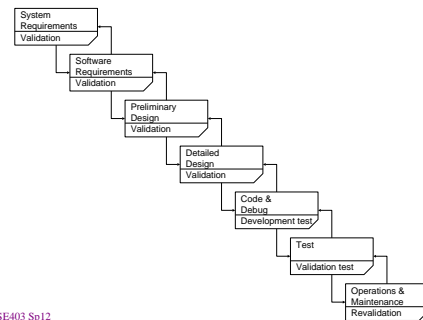 System
Requirements
Validation
Software
Requirements
Validation
Preliminary
Design
Validation
Detailed
Design
Validation
Code &
Debug
Development test
Test
Validation test
Operations &
Maintenance
Revalidation
SE403 Sp12